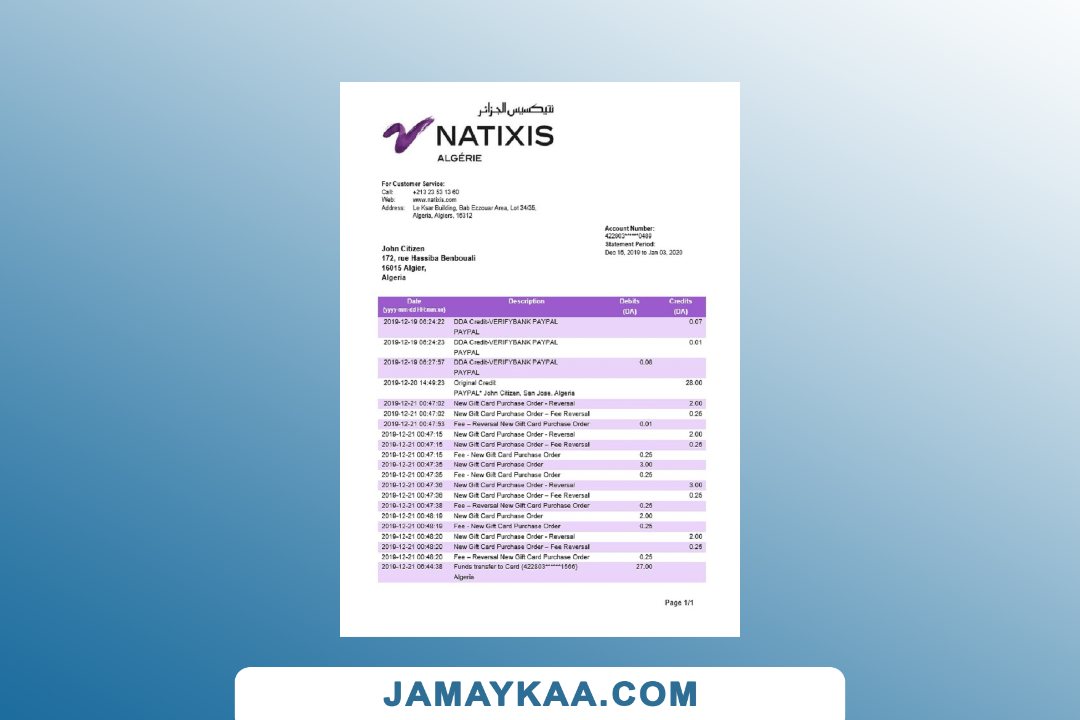 نتيكسيس الجزائر
NATIXIS
ALGÉRIE
For Customer Service:
Call: +213 23 53 13 60
Web: www.natixis.com
Address: Le Ksar Building, Bab Ezzouar Area, Lot 34/35,
Algeria, Algiers, 16312
Account Number:
422803******0489
Statement Period:
Dec 16, 2019 to Jan 03, 2020
John Citizen
172, rue Hassiba Benbouali
16015 Algier,
Algeria
Date Description Debits Credits
(yyyy-mm-dd HH:mm:ss) (DA) (DA)
2019-12-19 06:24:22 DDA Credit-VERIFYBANK PAYPAL 0.07
PAYPAL
2019-12-19 06:24:23 DDA Credit-VERIFYBANK PAYPAL 0.01
PAYPAL
2019-12-19 06:27:57 DDA Credit-VERIFYBANK PAYPAL 0.08
PAYPAL
2019-12-20 14:49:23 Original Credit 28.00
PAYPAL* John Citizen, San Jose, Algeria
2019-12-21 00:47:02 New Gift Card Purchase Order - Reversal 2.00
2019-12-21 00:47:02 New Gift Card Purchase Order – Fee Reversal 0.25
2019-12-21 00:47:53 Fee – Reversal New Gift Card Purchase Order 0.01
2019-12-21 00:47:15 New Gift Card Purchase Order - Reversal 2.00
2019-12-21 00:47:15 New Gift Card Purchase Order – Fee Reversal 0.25
2019-12-21 00:47:15 Fee - New Gift Card Purchase Order 0.25
2019-12-21 00:47:35 New Gift Card Purchase Order 3.00
2019-12-21 00:47:35 Fee - New Gift Card Purchase Order 0.25
2019-12-21 00:47:36 New Gift Card Purchase Order - Reversal 3.00
2019-12-21 00:47:36 New Gift Card Purchase Order – Fee Reversal 0.25
2019-12-21 00:47:38 Fee – Reversal New Gift Card Purchase Order 0.25
2019-12-21 00:48:19 New Gift Card Purchase Order 2.00
2019-12-21 00:48:19 Fee - New Gift Card Purchase Order 0.25
2019-12-21 00:48:20 New Gift Card Purchase Order - Reversal 2.00
2019-12-21 00:48:20 New Gift Card Purchase Order – Fee Reversal 0.25
2019-12-21 00:48:20 Fee – Reversal New Gift Card Purchase Order 0.25
2019-12-21 06:44:38 Funds transfer to Card (422803******1566) 27.00
Algeria
Page 1/1
JAMAYKAA.COM